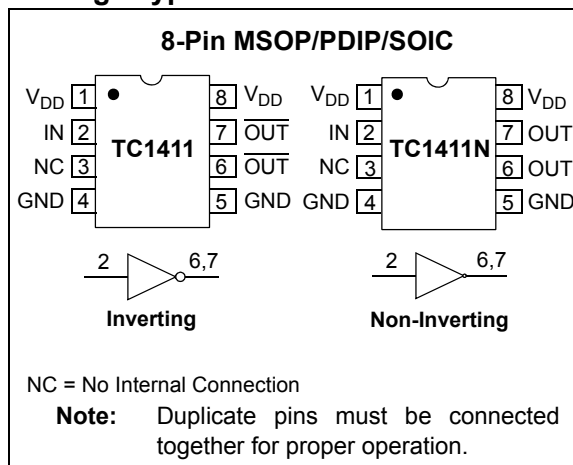 8-Pin MSOP/PDIP/SOIC
VDD 1 8 VDD
IN 2 7 OUT
NC 3 6 OUT
GND 4 5 GND
TC1411
2 6,7
Inverting
VDD 1 8 VDD
IN 2 7 OUT
NC 3 6 OUT
GND 4 5 GND
TC1411N
2 6,7
Non-Inverting
NC = No Internal Connection
Note: Duplicate pins must be connected
together for proper operation.